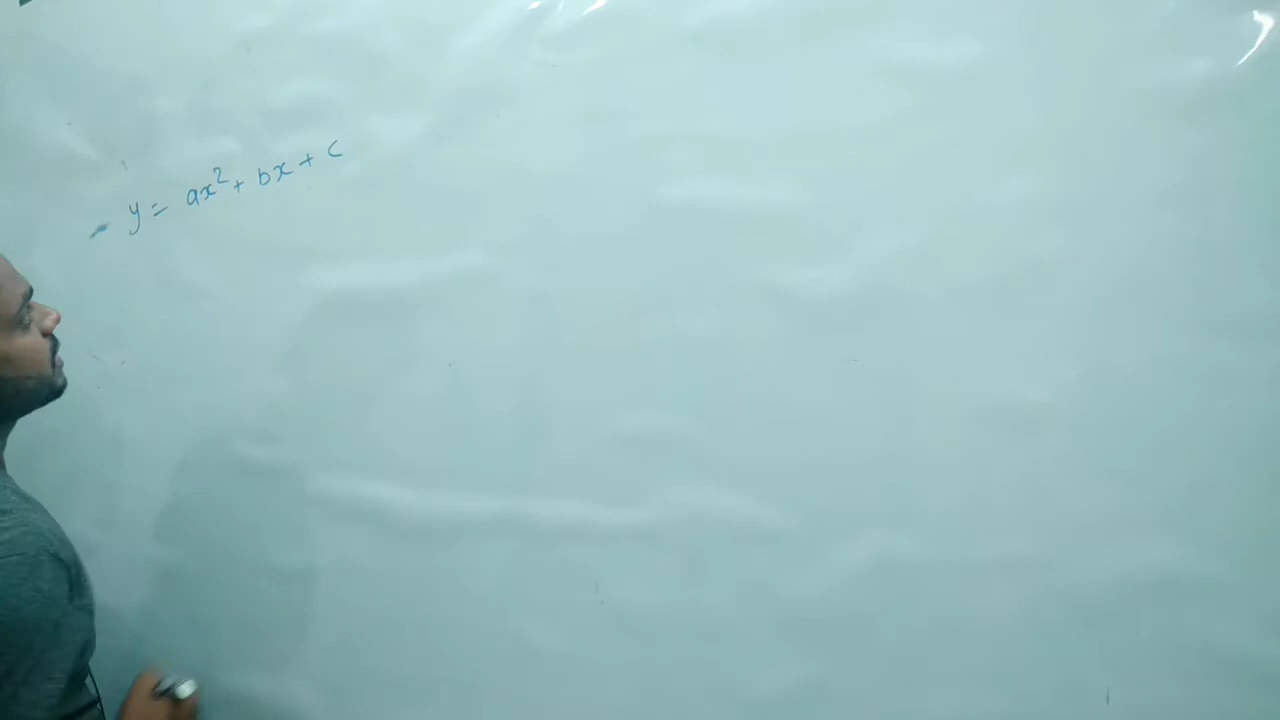 y = ax² + bx + c